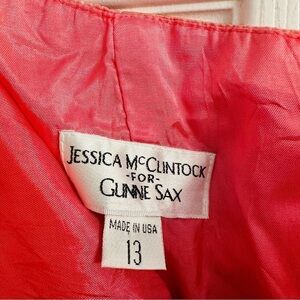 JESSICA McCLINTOCK
-FOR-
GUNNE SAX
MADE IN USA
13